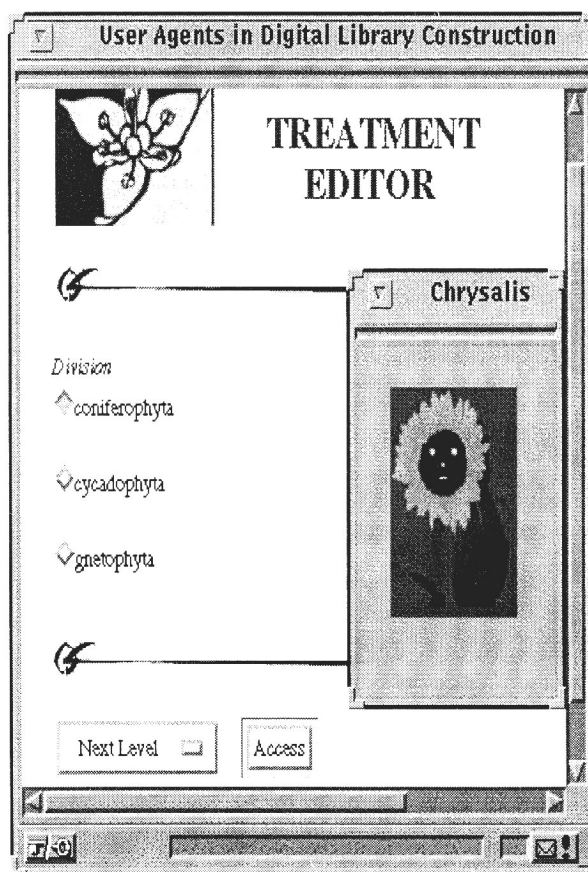 User Agents in Digital Library Construction
TREATMENT
EDITOR
Chrysalis
Division
coniferophyta
cycadophyta
gnetophyta
Next Level
Access